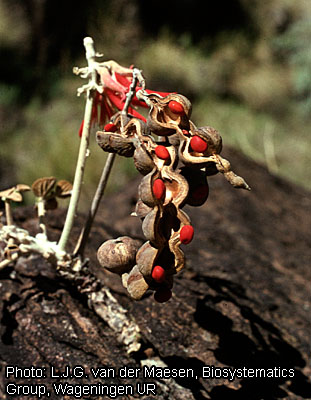 Photo: L.J.G. van der Maesen, Biosystematics
Group, Wageningen UR